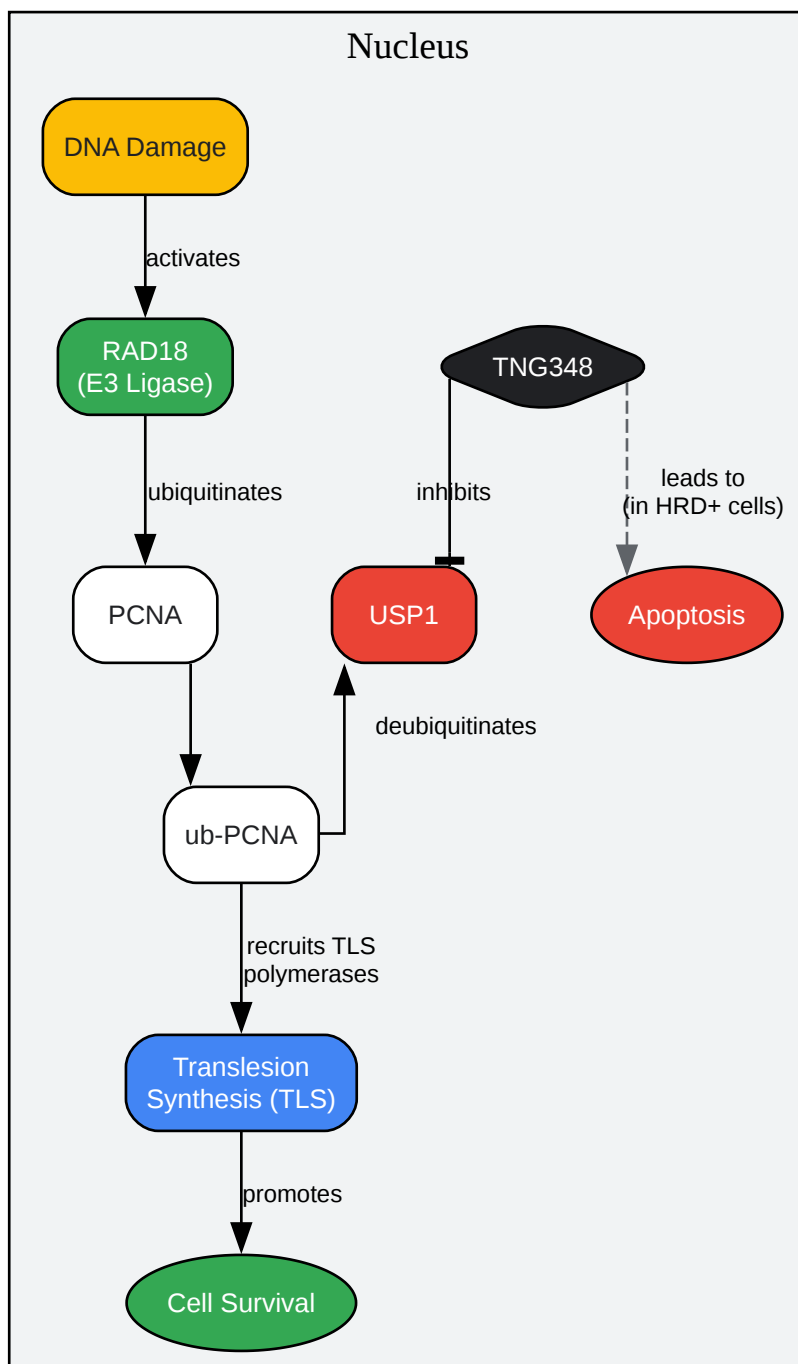 Nucleus
DNA Damage
activates
RAD18
(E3 Ligase)
TNG348
ubiquitinates
inhibits
leads to
(in HRD+ cells)
PCNA
USP1
Apoptosis
deubiquitinates
ub-PCNA
recruits TLS
polymerases
Translesion
Synthesis (TLS)
promotes
Cell Survival